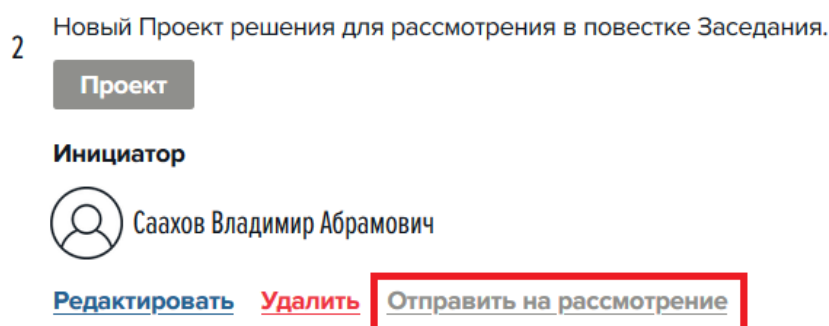 2
Новый Проект решения для рассмотрения в повестке Заседания.
Проект
Инициатор
Саахов Владимир Абрамович
Редактировать Удалить Отправить на рассмотрение